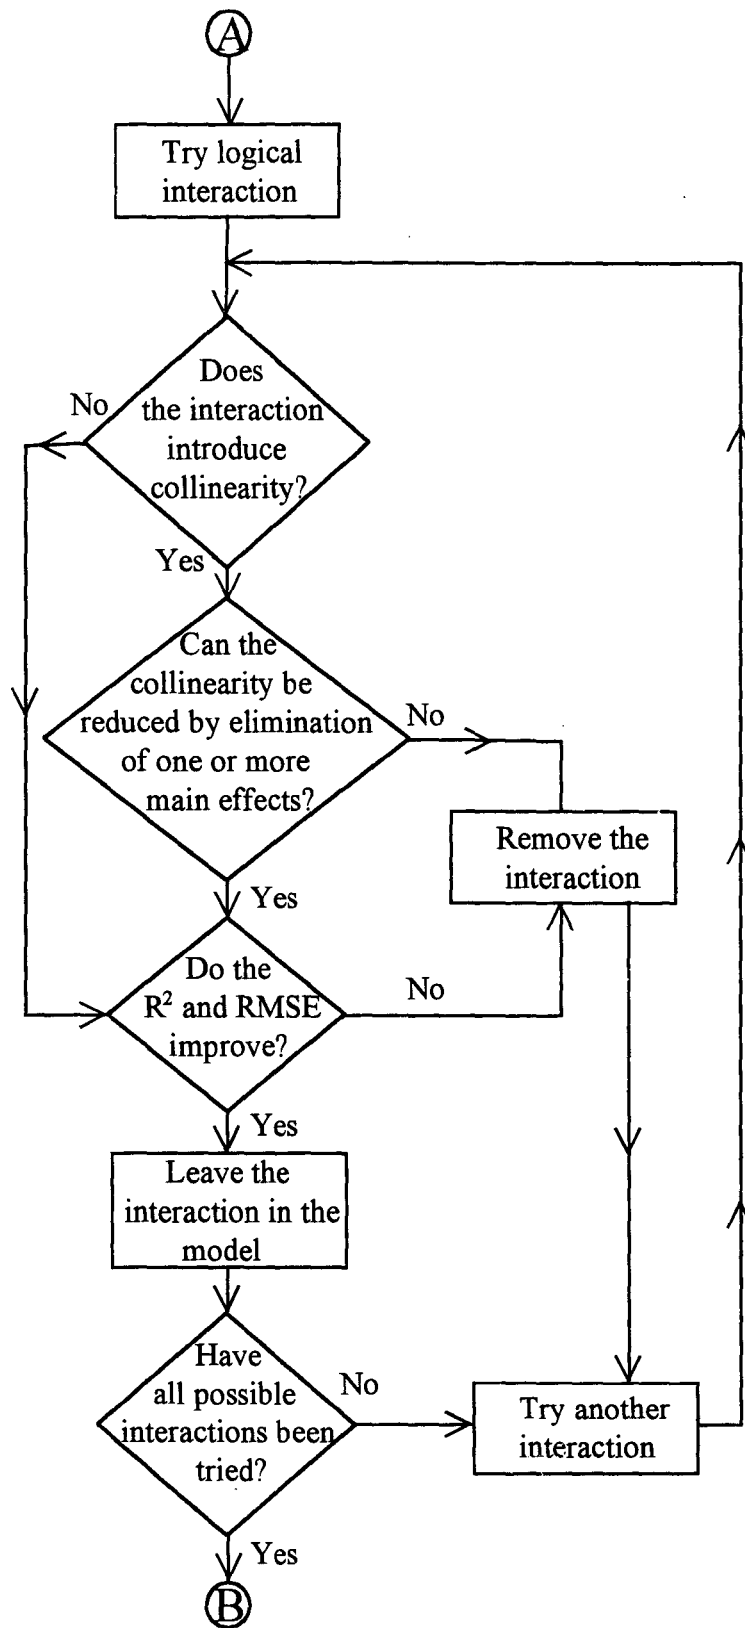 A
Try logical
interaction
Does
the interaction
introduce
collinearity?
No
Yes
Can the
collinearity be
reduced by elimination
of one or more
main effects?
No
Remove the
interaction
Yes
Do the
R² and RMSE
improve?
No
Yes
Leave the
interaction in the
model
Have
all possible
interactions been
tried?
No
Try another
interaction
Yes
B